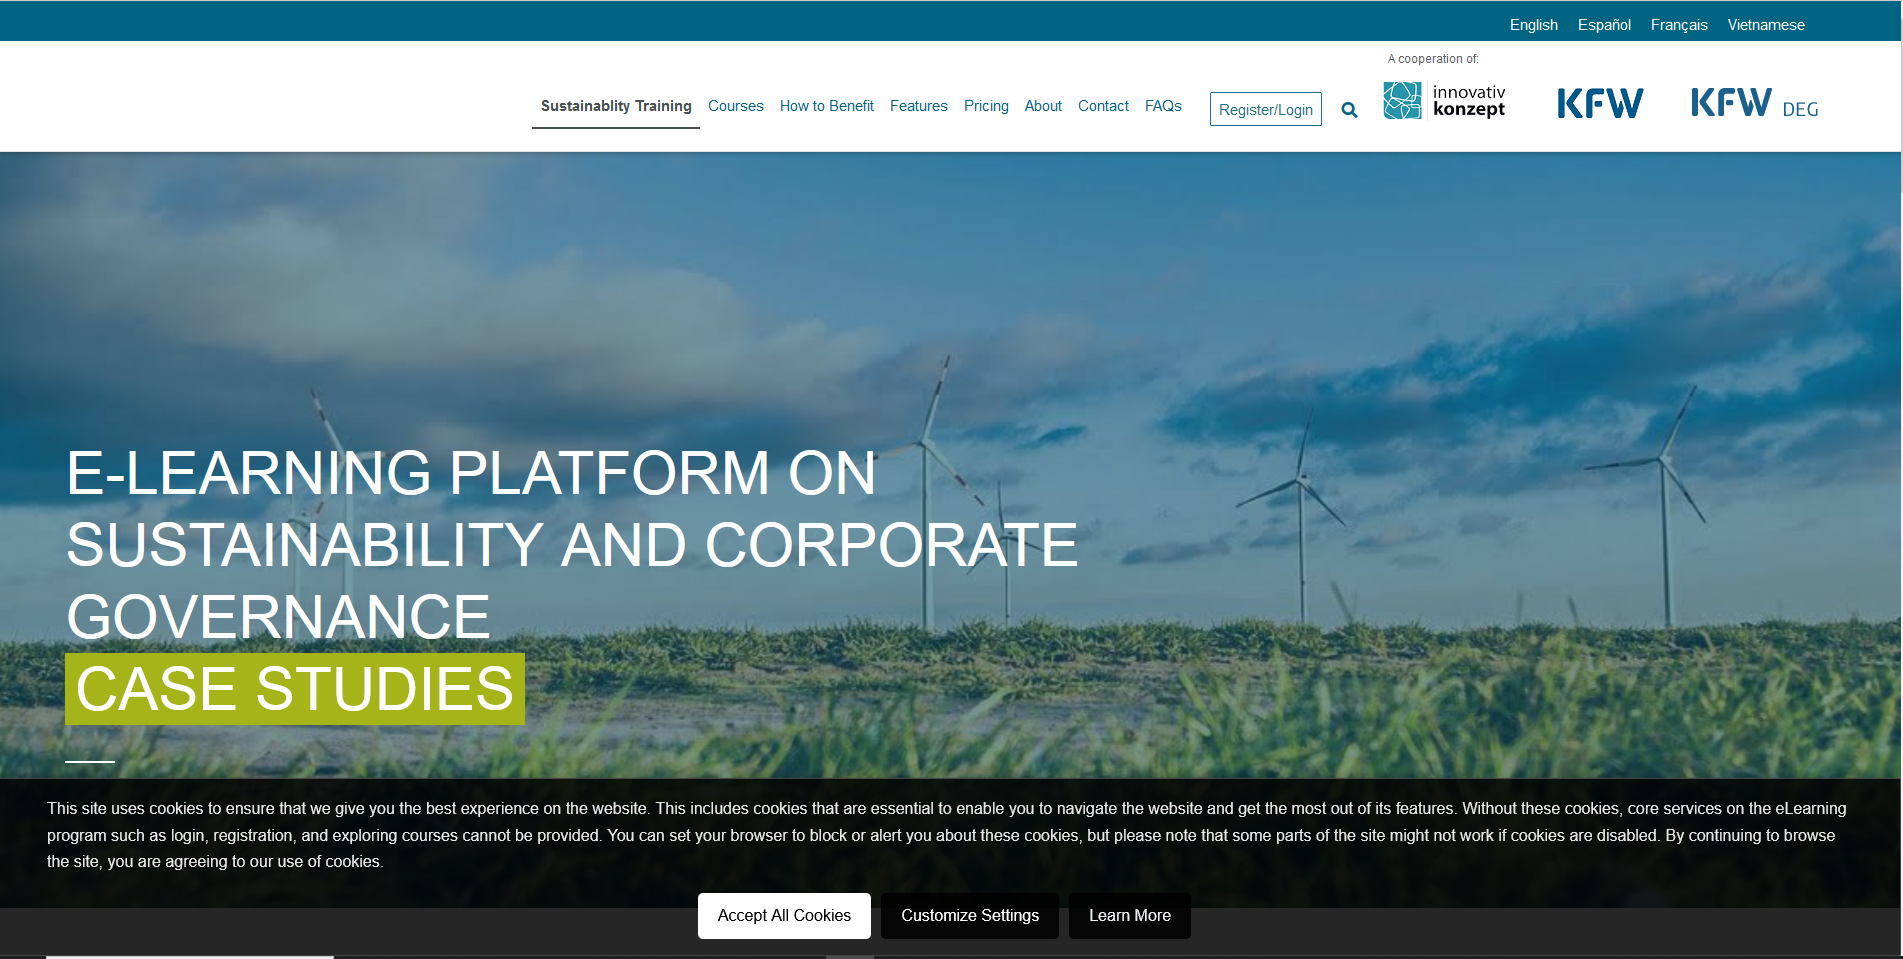 English Español Français Vietnamese
A cooperation of:
Sustainablity Training Courses How to Benefit Features Pricing About Contact FAQs Register/Login
innovativ
konzept
KFW
KFW DEG
E-LEARNING PLATFORM ON
SUSTAINABILITY AND CORPORATE
GOVERNANCE
CASE STUDIES
This site uses cookies to ensure that we give you the best experience on the website. This includes cookies that are essential to enable you to navigate the website and get the most out of its features. Without these cookies, core services on the eLearning
program such as login, registration, and exploring courses cannot be provided. You can set your browser to block or alert you about these cookies, but please note that some parts of the site might not work if cookies are disabled. By continuing to browse
the site, you are agreeing to our use of cookies.
Accept All Cookies Customize Settings Learn More